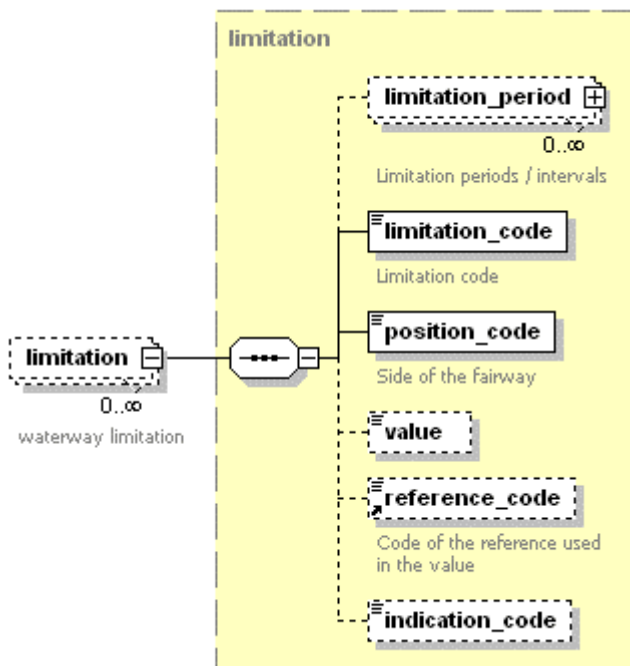 limitation
limitation_period
0..∞
Limitation periods / intervals
limitation_code
Limitation code
position_code
Side of the fairway
limitation
0..∞
waterway limitation
value
reference_code
Code of the reference used
in the value
indication_code